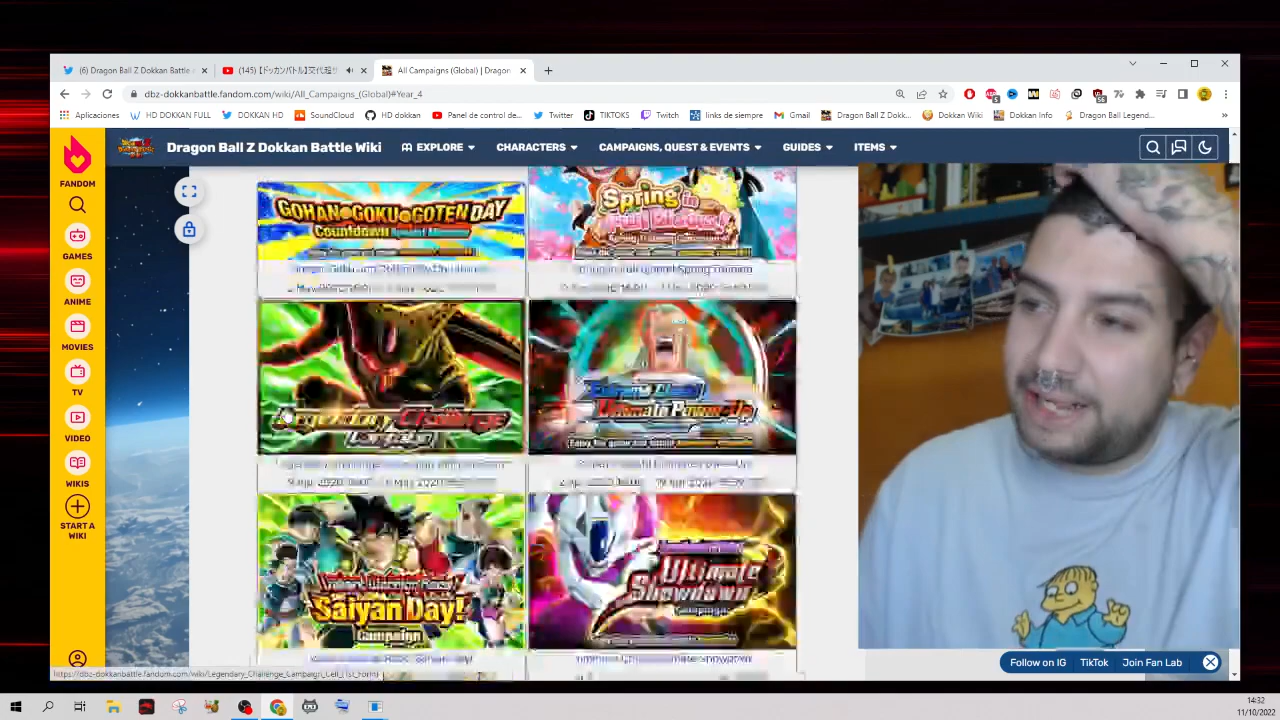 (6) Dragon Ball Z Dokkan Battle
(145)【ドッカンバトル】
All Campaigns (Global) | Dragon
dbz-dokkanbattle.fandom.com/wiki/All_Campaigns_(Global)#Year_4
Aplicaciones
HD DOKKAN FULL
DOKKAN HD
SoundCloud
HD dokkan
Panel de control de...
Twitter
TIKTOKS
Twitch
links de siempre
Gmail
Dragon Ball Z Dokk...
Dokkan Wiki
Dokkan Info
Dragon Ball Legend...
»
FANDOM
GAMES
ANIME
MOVIES
TV
VIDEO
WIKIS
START A
WIKI
Dragon Ball Z Dokkan Battle Wiki
EXPLORE
CHARACTERS
CAMPAIGNS, QUEST & EVENTS
GUIDES
ITEMS
GOHAN•GOKU•GOTEN DAY
Countdown
Spring in
Legendary Challenge
Campaign
Ultimate Power-Up
Saiyan Day!
Campaign
Ultimate
Showdown
Campaign
Follow on IG
TikTok
Join Fan Lab
https://dbz-dokkanbattle.fandom.com/wiki/Legendary_Challenge_Campaign_Cell_(1st_Form)
14:32
11/10/2022